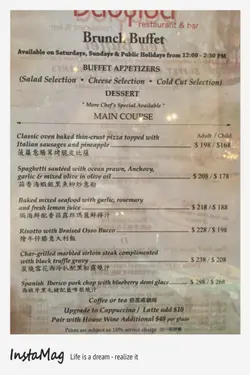 restaurant & bar
Brunch Buffet
Available on Saturdays, Sundays & Public Holidays from 12:00 - 2:30 PM
BUFFET APPETIZERS
(Salad Selection • Cheese Selection • Cold Cut Selection)
DESSERT
" More Chef's Special Available "
MAIN COURSE
Adult / Child
Classic oven baked thin-crust pizza topped with
Italian sausages and pineapple $ 198 / $168
Spaghetti sautéed with ocean prawn, Anchovy,
garlic & mixed olive in olive oil $ 208 / $ 178
Baked mixed seafood with garlic, rosemary
and fresh lemon juice $ 218 / $ 188
Risotto with Braised Osso Bucco $ 228 / $ 198
Char-grilled marbled sirloin steak complimented
with black truffle gravy $ 238 / $ 208
Spanish Iberico pork chop with blueberry demi glace $ 298 / $ 268
Coffee or tea 咖啡或奶茶
Upgrade to Cappuccino / Latte add $10
Pair with House Wine Additional $48 per glass
Prices are subject to 10% service charge
InstaMag Life is a dream - realize it